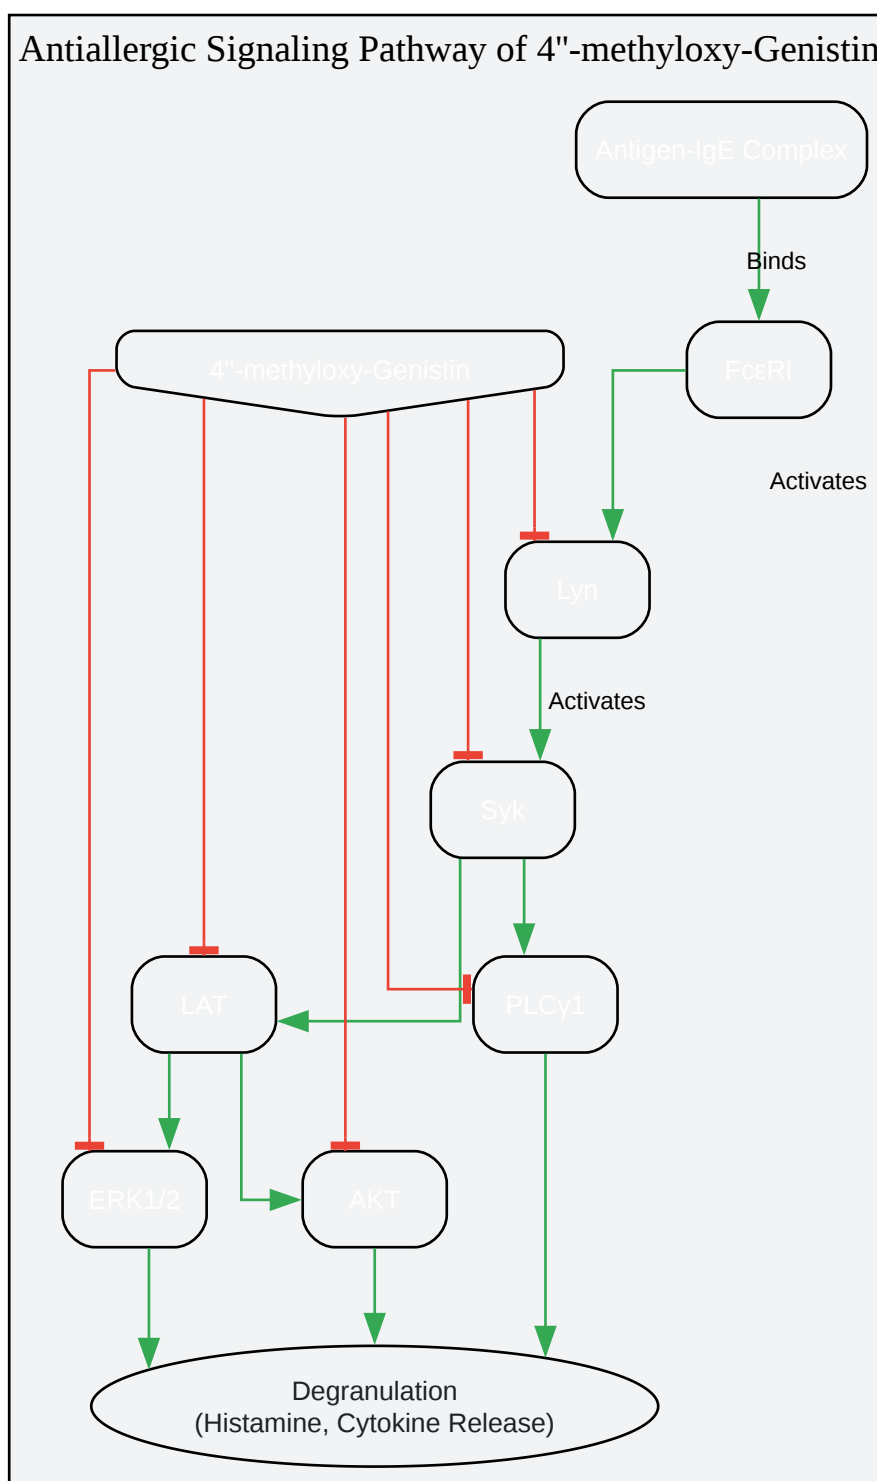 Antiallergic Signaling Pathway of 4"-methyloxy-Genistin
Antigen-IgE Complex
Binds
4"-methyloxy-Genistin
FcεRI
Activates
Lyn
Activates
Syk
LAT
PLCγ1
ERK1/2
AKT
Degranulation
(Histamine, Cytokine Release)